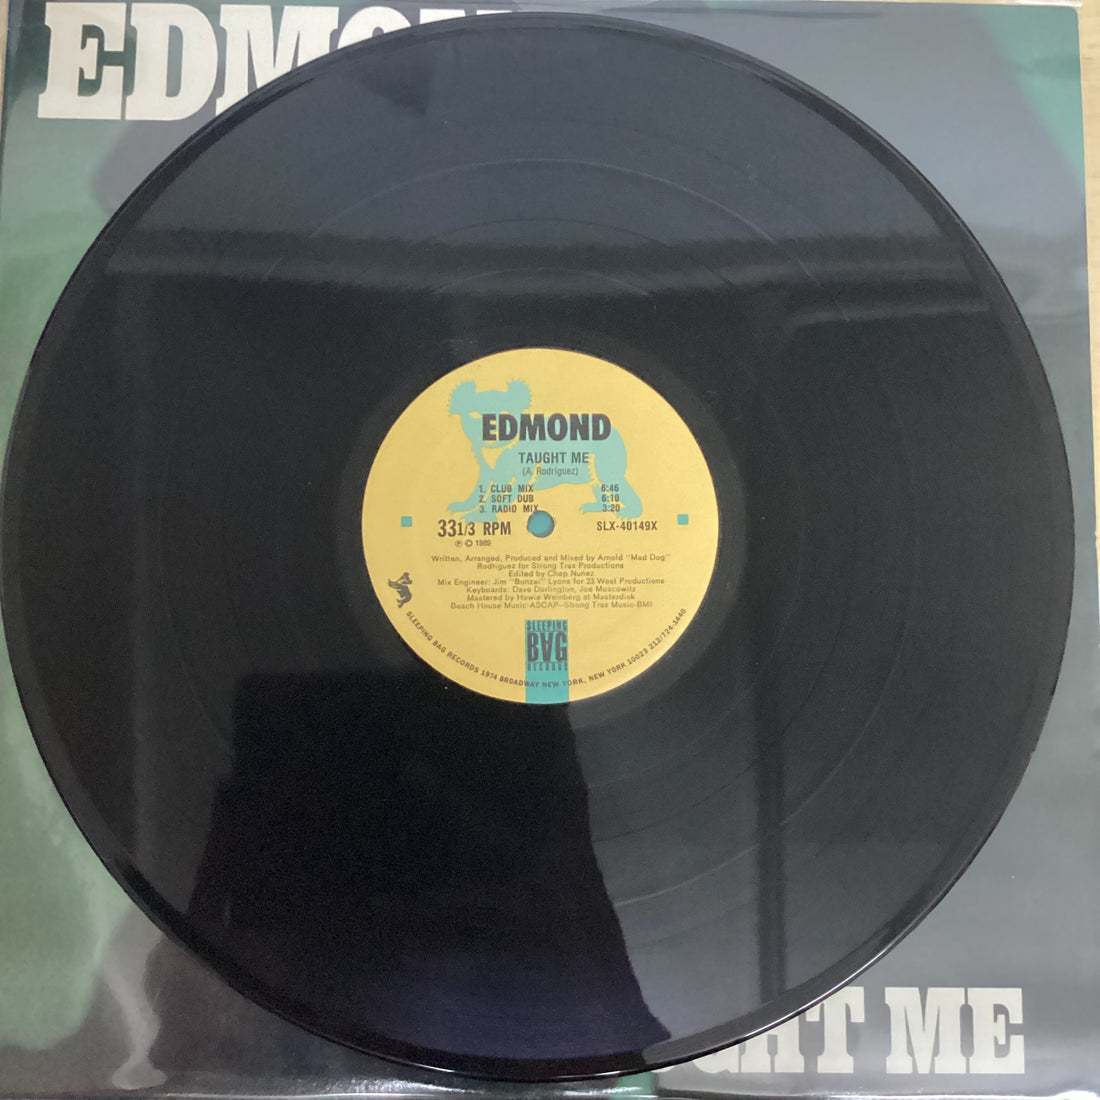 EDMON
EDMOND
TAUGHT ME
(A. Rodriguez)
1. CLUB MIX 6:46
2. SOFT DUB 6:10
3. RADIO MIX 3:20
33 1/3 RPM
SLX-40149X
℗ © 1989
Written, Arranged, Produced and Mixed by Arnold "Mad Dog"
Rodriguez for Strong Trax Productions
Edited by Chep Nunez
Mix Engineer: Jim "Bonzai" Lyons for 23 West Productions
Keyboards: Dave Darlington, Joe Moscowitz
Mastered by Howie Weinberg at Masterdisk
Beach House Music-ASCAP-Strong Trax Music-BMI
SLEEPING
BAG
RECORDS
SLEEPING BAG RECORDS 1974 BROADWAY NEW YORK, NEW YORK 10023 212/724-1440
GHT ME